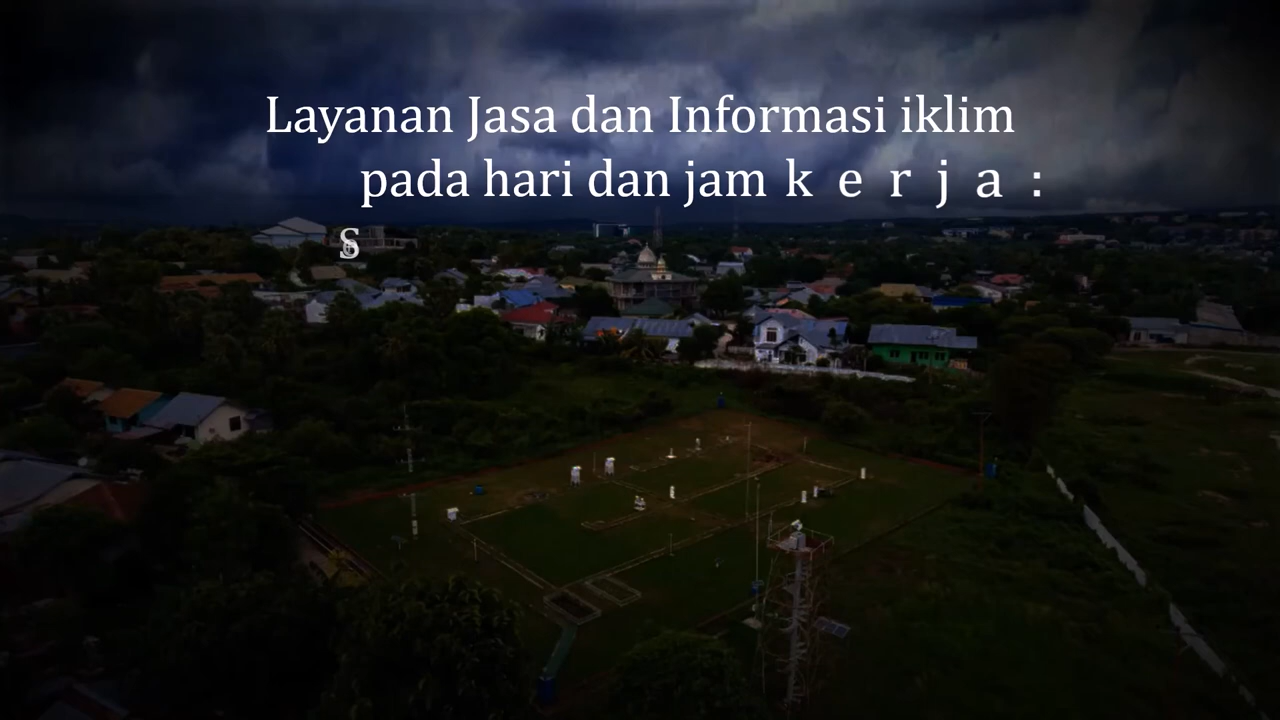 Layanan Jasa dan Informasi iklim
pada hari dan jam k e r j a :
S